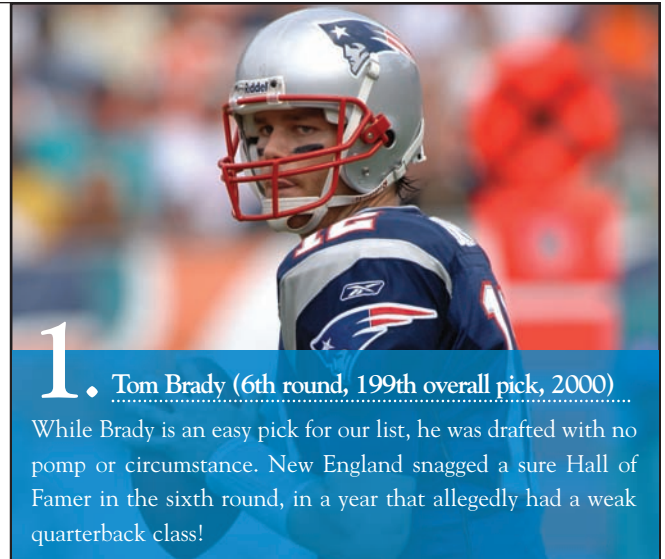 Riddell
12
1. Tom Brady (6th round, 199th overall pick, 2000)
While Brady is an easy pick for our list, he was drafted with no
pomp or circumstance. New England snagged a sure Hall of
Famer in the sixth round, in a year that allegedly had a weak
quarterback class!